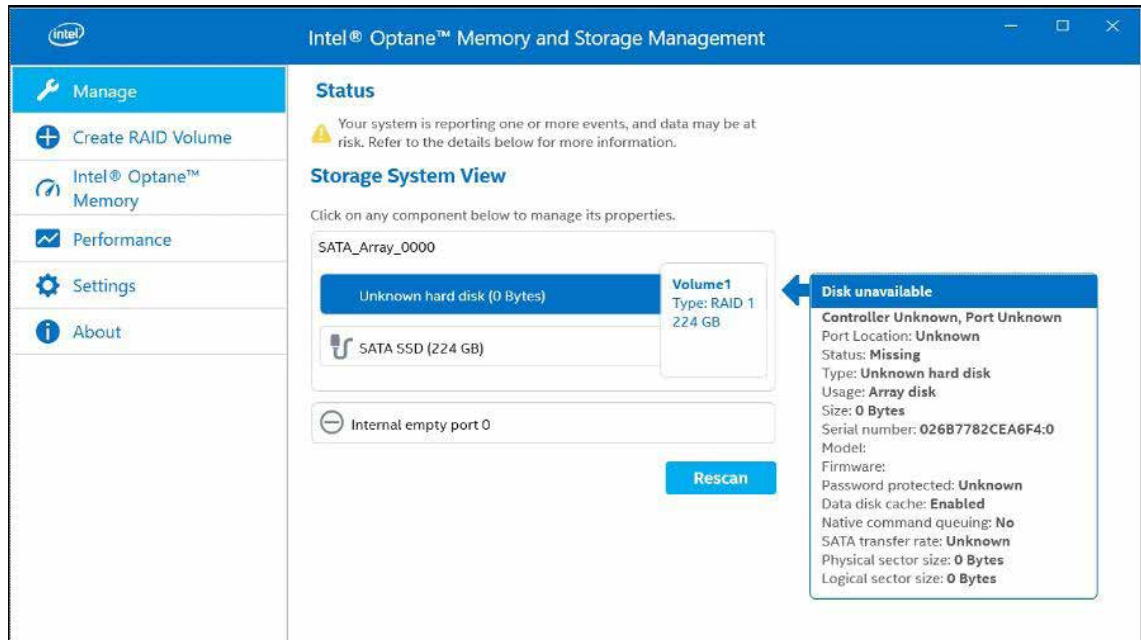 intel
Intel® Optane™ Memory and Storage Management
Manage
Create RAID Volume
Intel® Optane™
Memory
Performance
Settings
About
Status
Your system is reporting one or more events, and data may be at
risk. Refer to the details below for more information.
Storage System View
Click on any component below to manage its properties.
SATA_Array_0000
Unknown hard disk (0 Bytes)
SATA SSD (224 GB)
Volume1
Type: RAID 1
224 GB
Internal empty port 0
Rescan
Disk unavailable
Controller Unknown, Port Unknown
Port Location: Unknown
Status: Missing
Type: Unknown hard disk
Usage: Array disk
Size: 0 Bytes
Serial number: 026B7782CEA6F4:0
Model:
Firmware:
Password protected: Unknown
Data disk cache: Enabled
Native command queuing: No
SATA transfer rate: Unknown
Physical sector size: 0 Bytes
Logical sector size: 0 Bytes